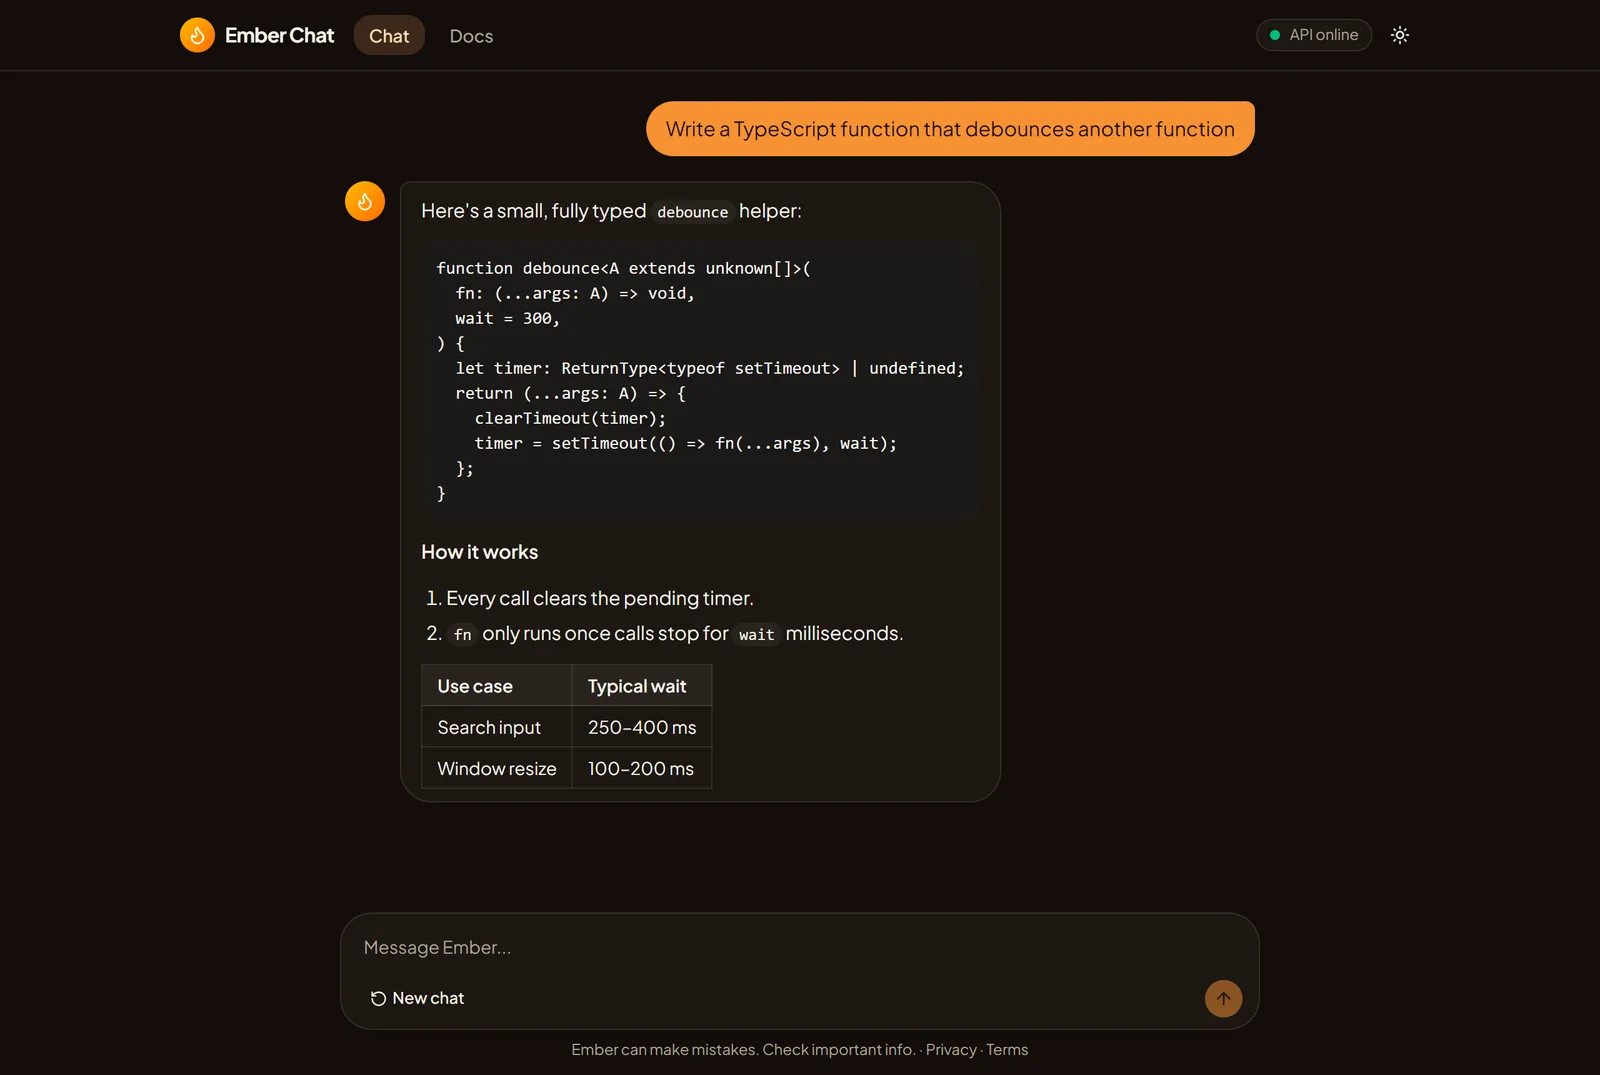 Ember Chat
Chat
Docs
API online
Write a TypeScript function that debounces another function
Here's a small, fully typed debounce helper:
function debounce<A extends unknown[]>(
  fn: (...args: A) => void,
  wait = 300,
) {
  let timer: ReturnType<typeof setTimeout> | undefined;
  return (...args: A) => {
    clearTimeout(timer);
    timer = setTimeout(() => fn(...args), wait);
  };
}
How it works
1. Every call clears the pending timer.
2. fn only runs once calls stop for wait milliseconds.
Use case Typical wait
Search input 250–400 ms
Window resize 100–200 ms
Message Ember...
New chat
Ember can make mistakes. Check important info. · Privacy · Terms